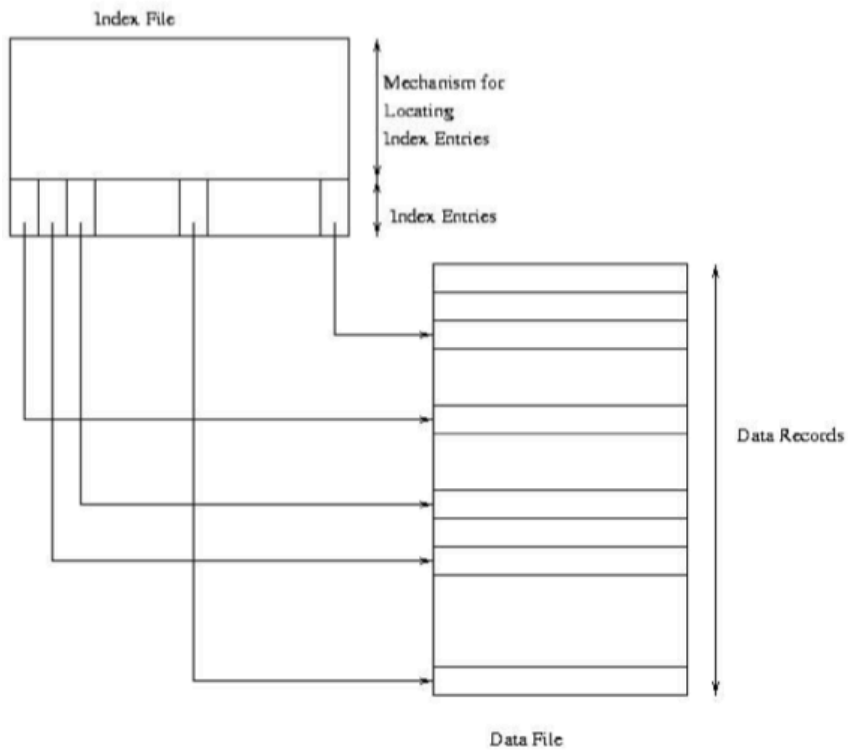 Index File
Mechanism for
Locating
Index Entries
Index Entries
Data Records
Data File